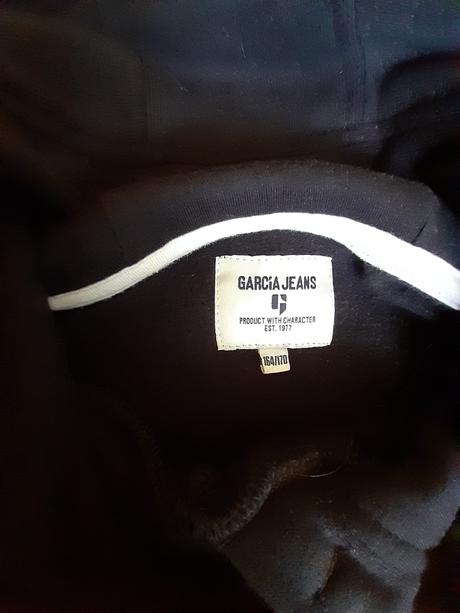 GARCIA JEANS
PRODUCT WITH CHARACTER
EST. 1977
164/170